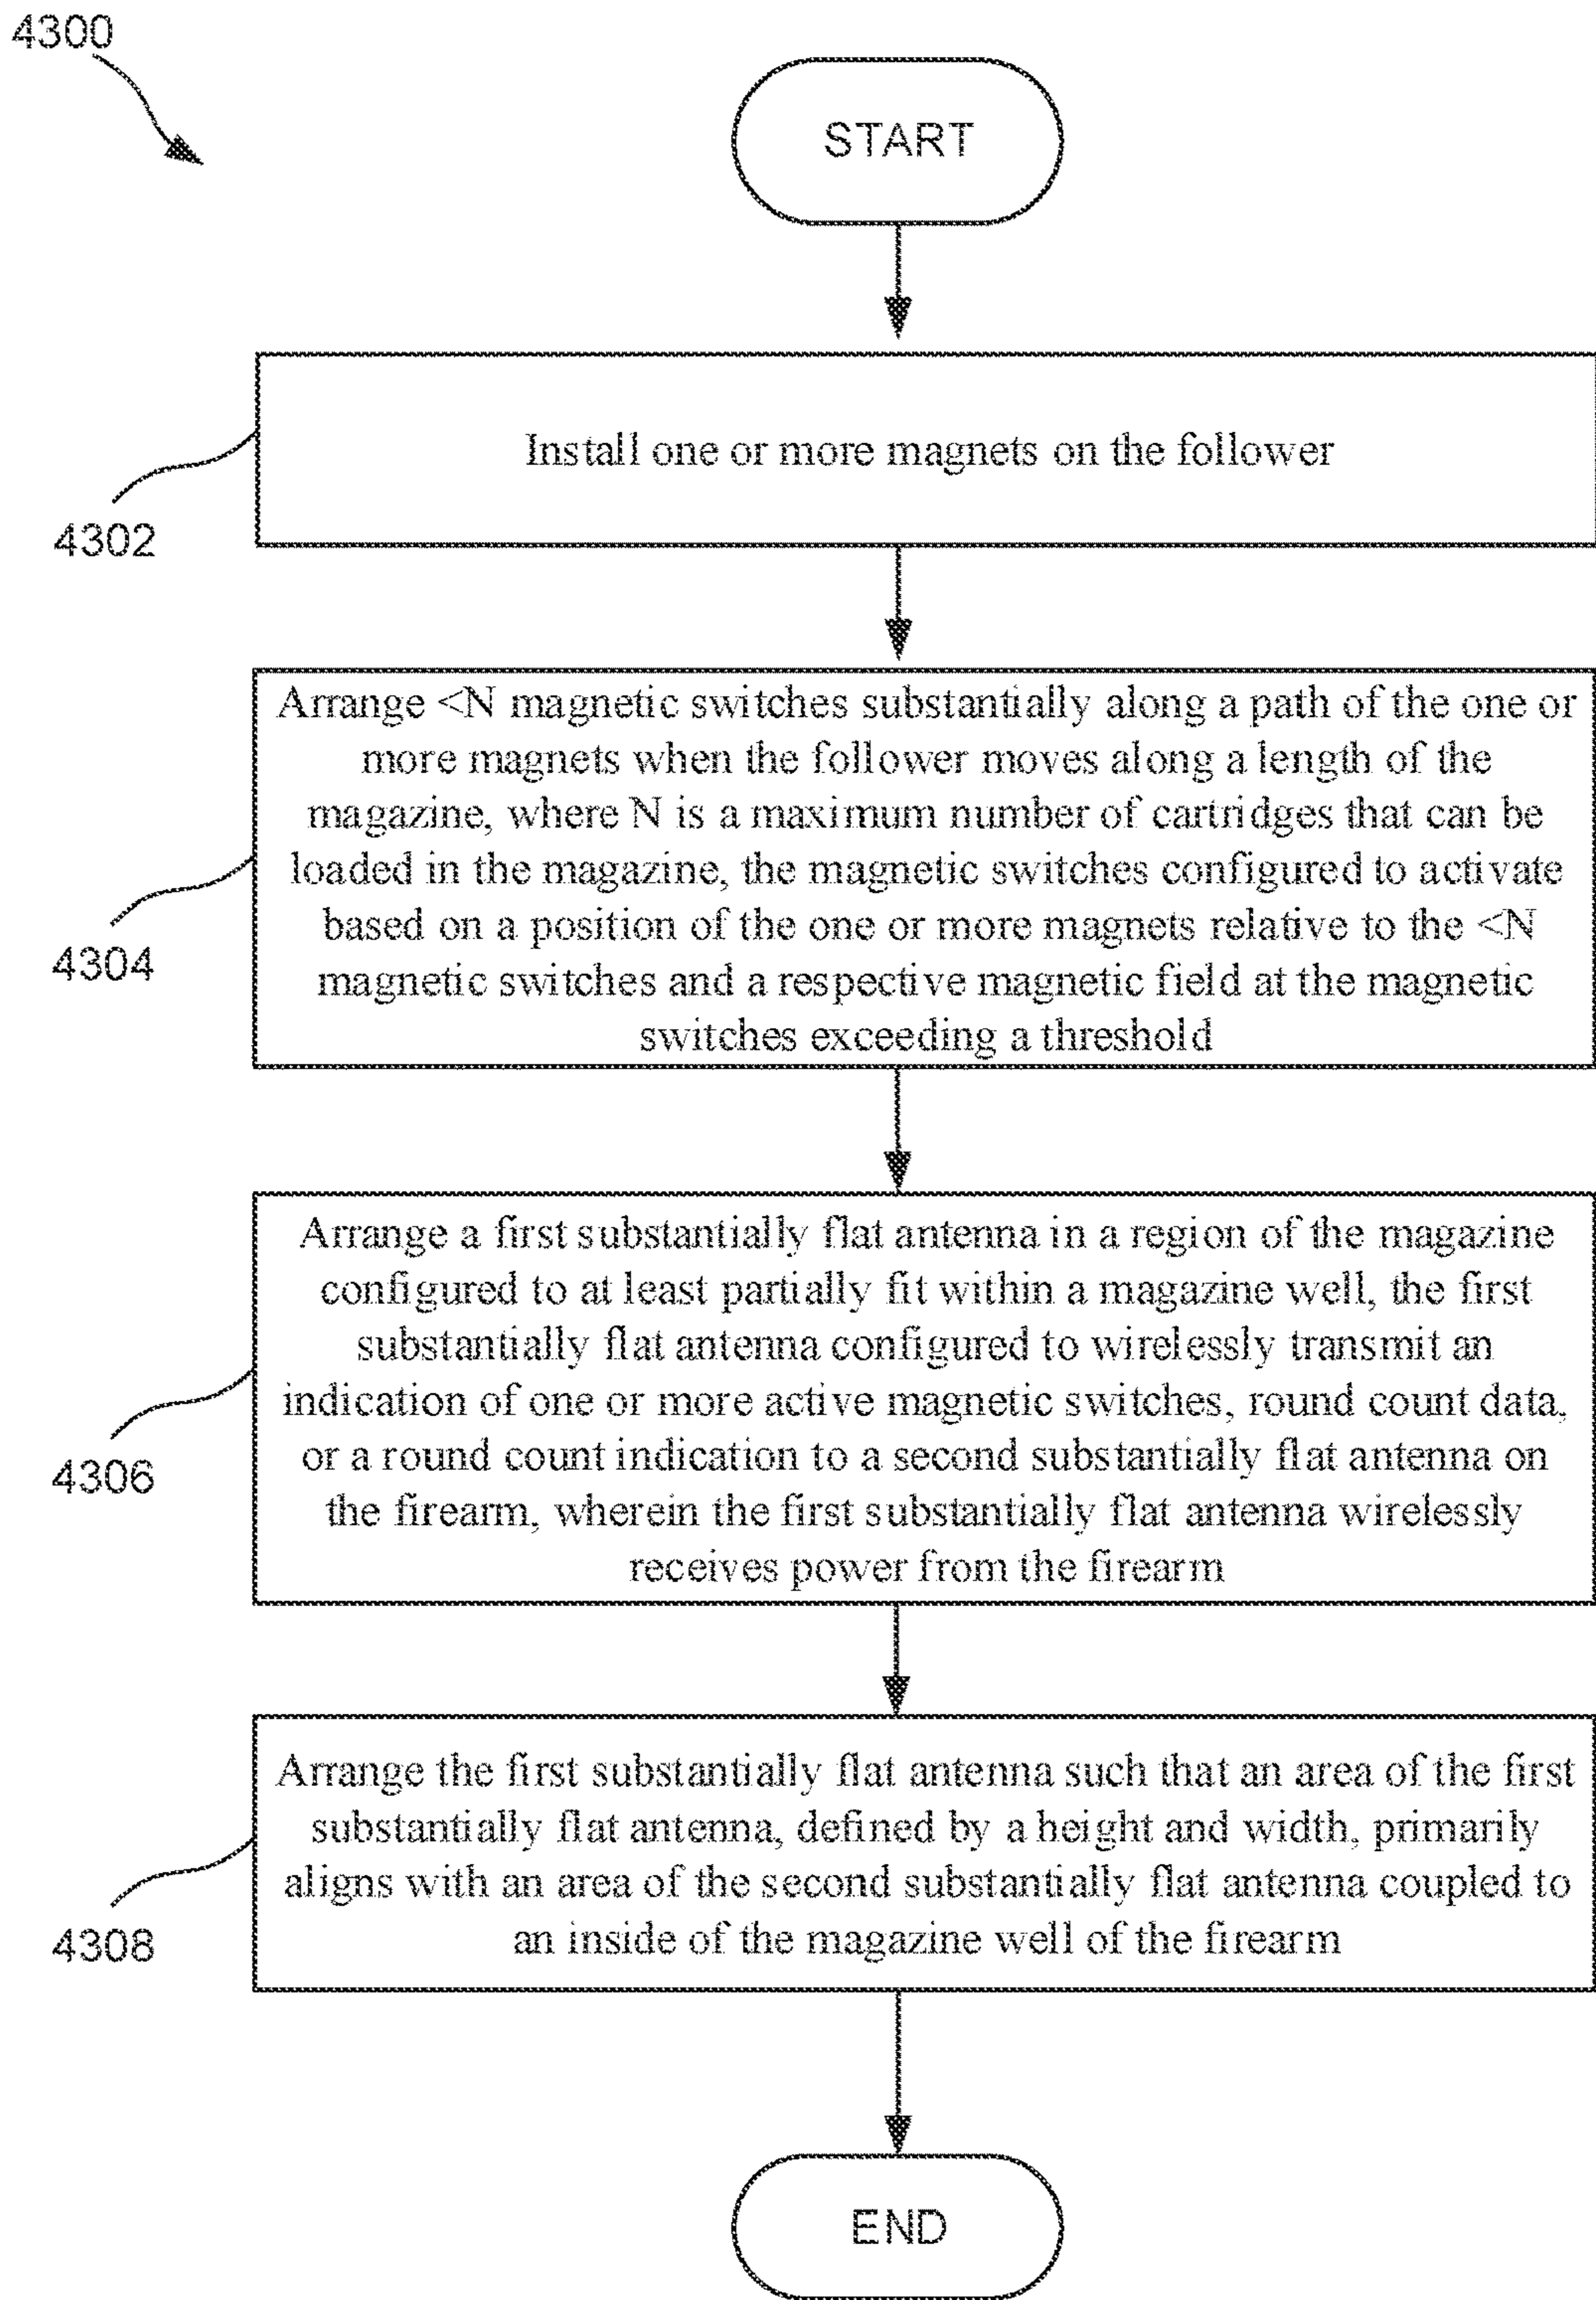 4300
START
Install one or more magnets on the follower
4302
Arrange <N magnetic switches substantially along a path of the one or
more magnets when the follower moves along a length of the
magazine, where N is a maximum number of cartridges that can be
loaded in the magazine, the magnetic switches configured to activate
based on a position of the one or more magnets relative to the <N
magnetic switches and a respective magnetic field at the magnetic
switches exceeding a threshold
4304
Arrange a first substantially flat antenna in a region of the magazine
configured to at least partially fit within a magazine well, the first
substantially flat antenna configured to wirelessly transmit an
indication of one or more active magnetic switches, round count data,
or a round count indication to a second substantially flat antenna on
the firearm, wherein the first substantially flat antenna wirelessly
receives power from the firearm
4306
Arrange the first substantially flat antenna such that an area of the first
substantially flat antenna, defined by a height and width, primarily
aligns with an area of the second substantially flat antenna coupled to
an inside of the magazine well of the firearm
4308
END